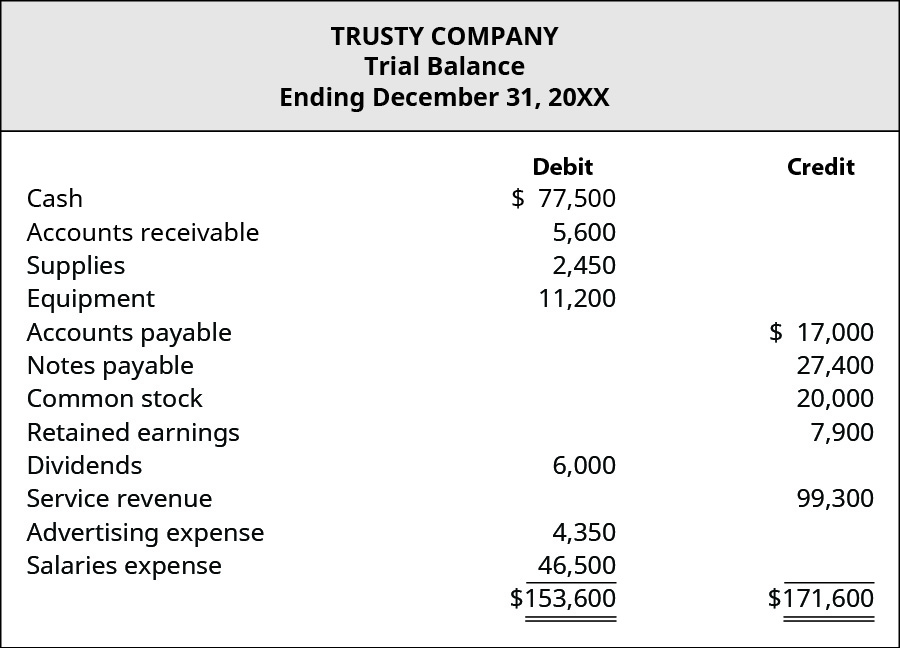 TRUSTY COMPANY
Trial Balance
Ending December 31, 20XX
Debit Credit
Cash $ 77,500
Accounts receivable 5,600
Supplies 2,450
Equipment 11,200
Accounts payable $ 17,000
Notes payable 27,400
Common stock 20,000
Retained earnings 7,900
Dividends 6,000
Service revenue 99,300
Advertising expense 4,350
Salaries expense 46,500
$153,600 $171,600